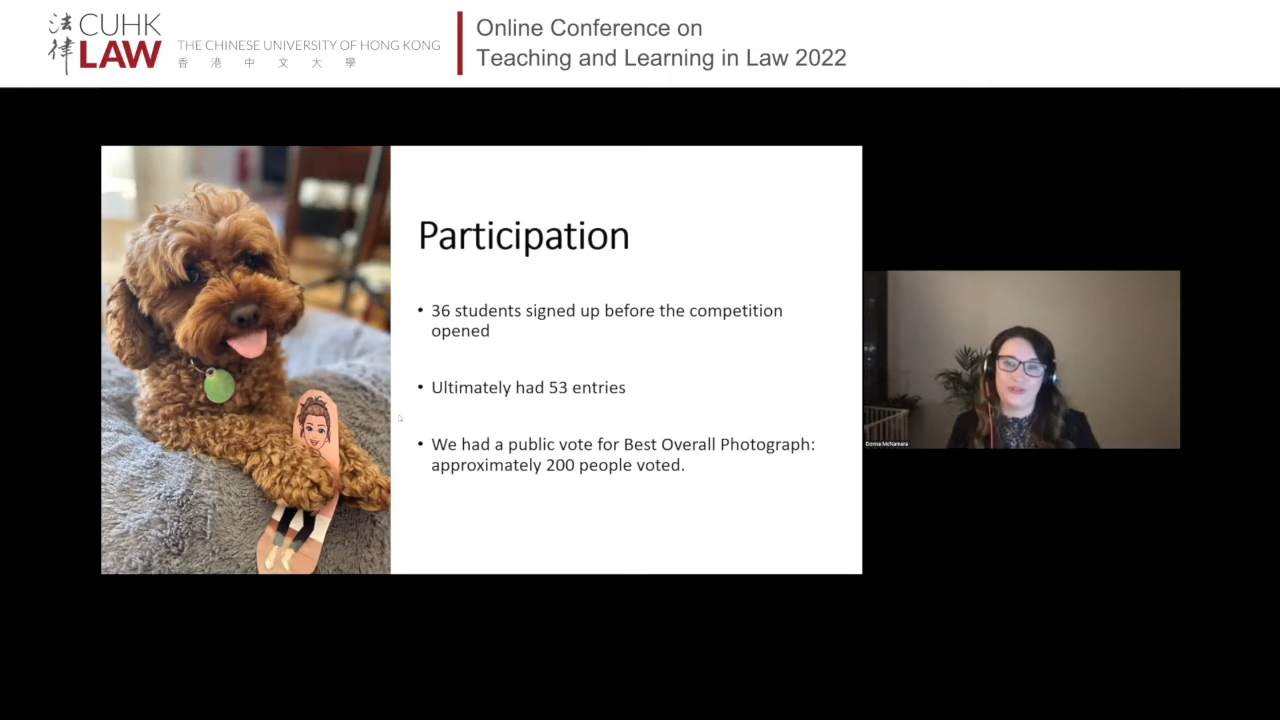 法律
CUHK
LAW
THE CHINESE UNIVERSITY OF HONG KONG
香港中文大學
Online Conference on
Teaching and Learning in Law 2022
Participation
• 36 students signed up before the competition
opened
• Ultimately had 53 entries
• We had a public vote for Best Overall Photograph:
approximately 200 people voted.
Donna McNamara